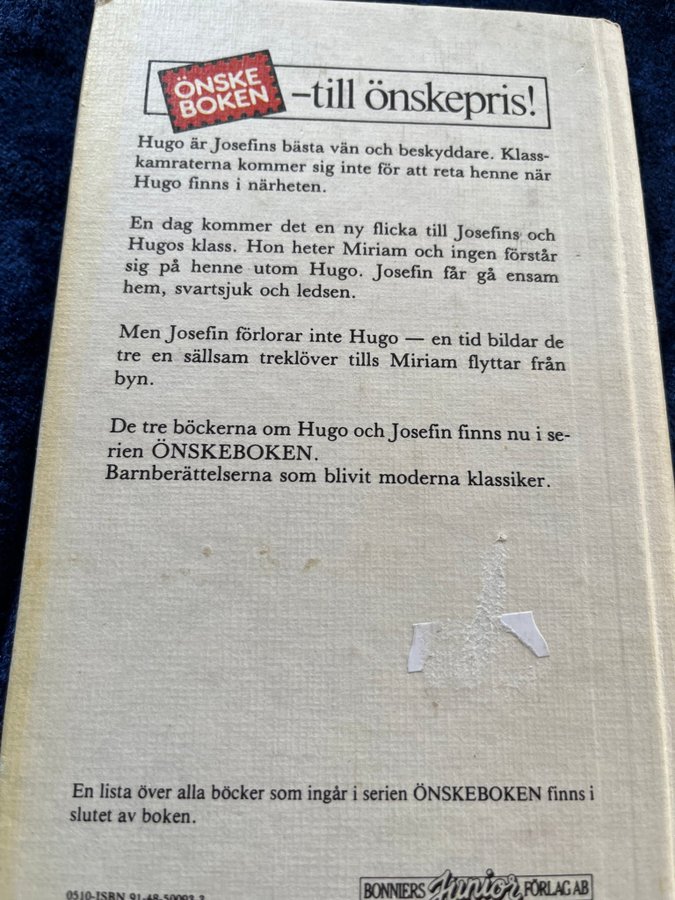 ÖNSKE
BOKEN –till önskepris!
Hugo är Josefins bästa vän och beskyddare. Klass-
kamraterna kommer sig inte för att reta henne när
Hugo finns i närheten.
En dag kommer det en ny flicka till Josefins och
Hugos klass. Hon heter Miriam och ingen förstår
sig på henne utom Hugo. Josefin får gå ensam
hem, svartsjuk och ledsen.
Men Josefin förlorar inte Hugo — en tid bildar de
tre en sällsam treklöver tills Miriam flyttar från
byn.
De tre böckerna om Hugo och Josefin finns nu i se-
rien ÖNSKEBOKEN.
Barnberättelserna som blivit moderna klassiker.
En lista över alla böcker som ingår i serien ÖNSKEBOKEN finns i
slutet av boken.
0510-ISBN
BONNIERS Junior FÖRLAG AB